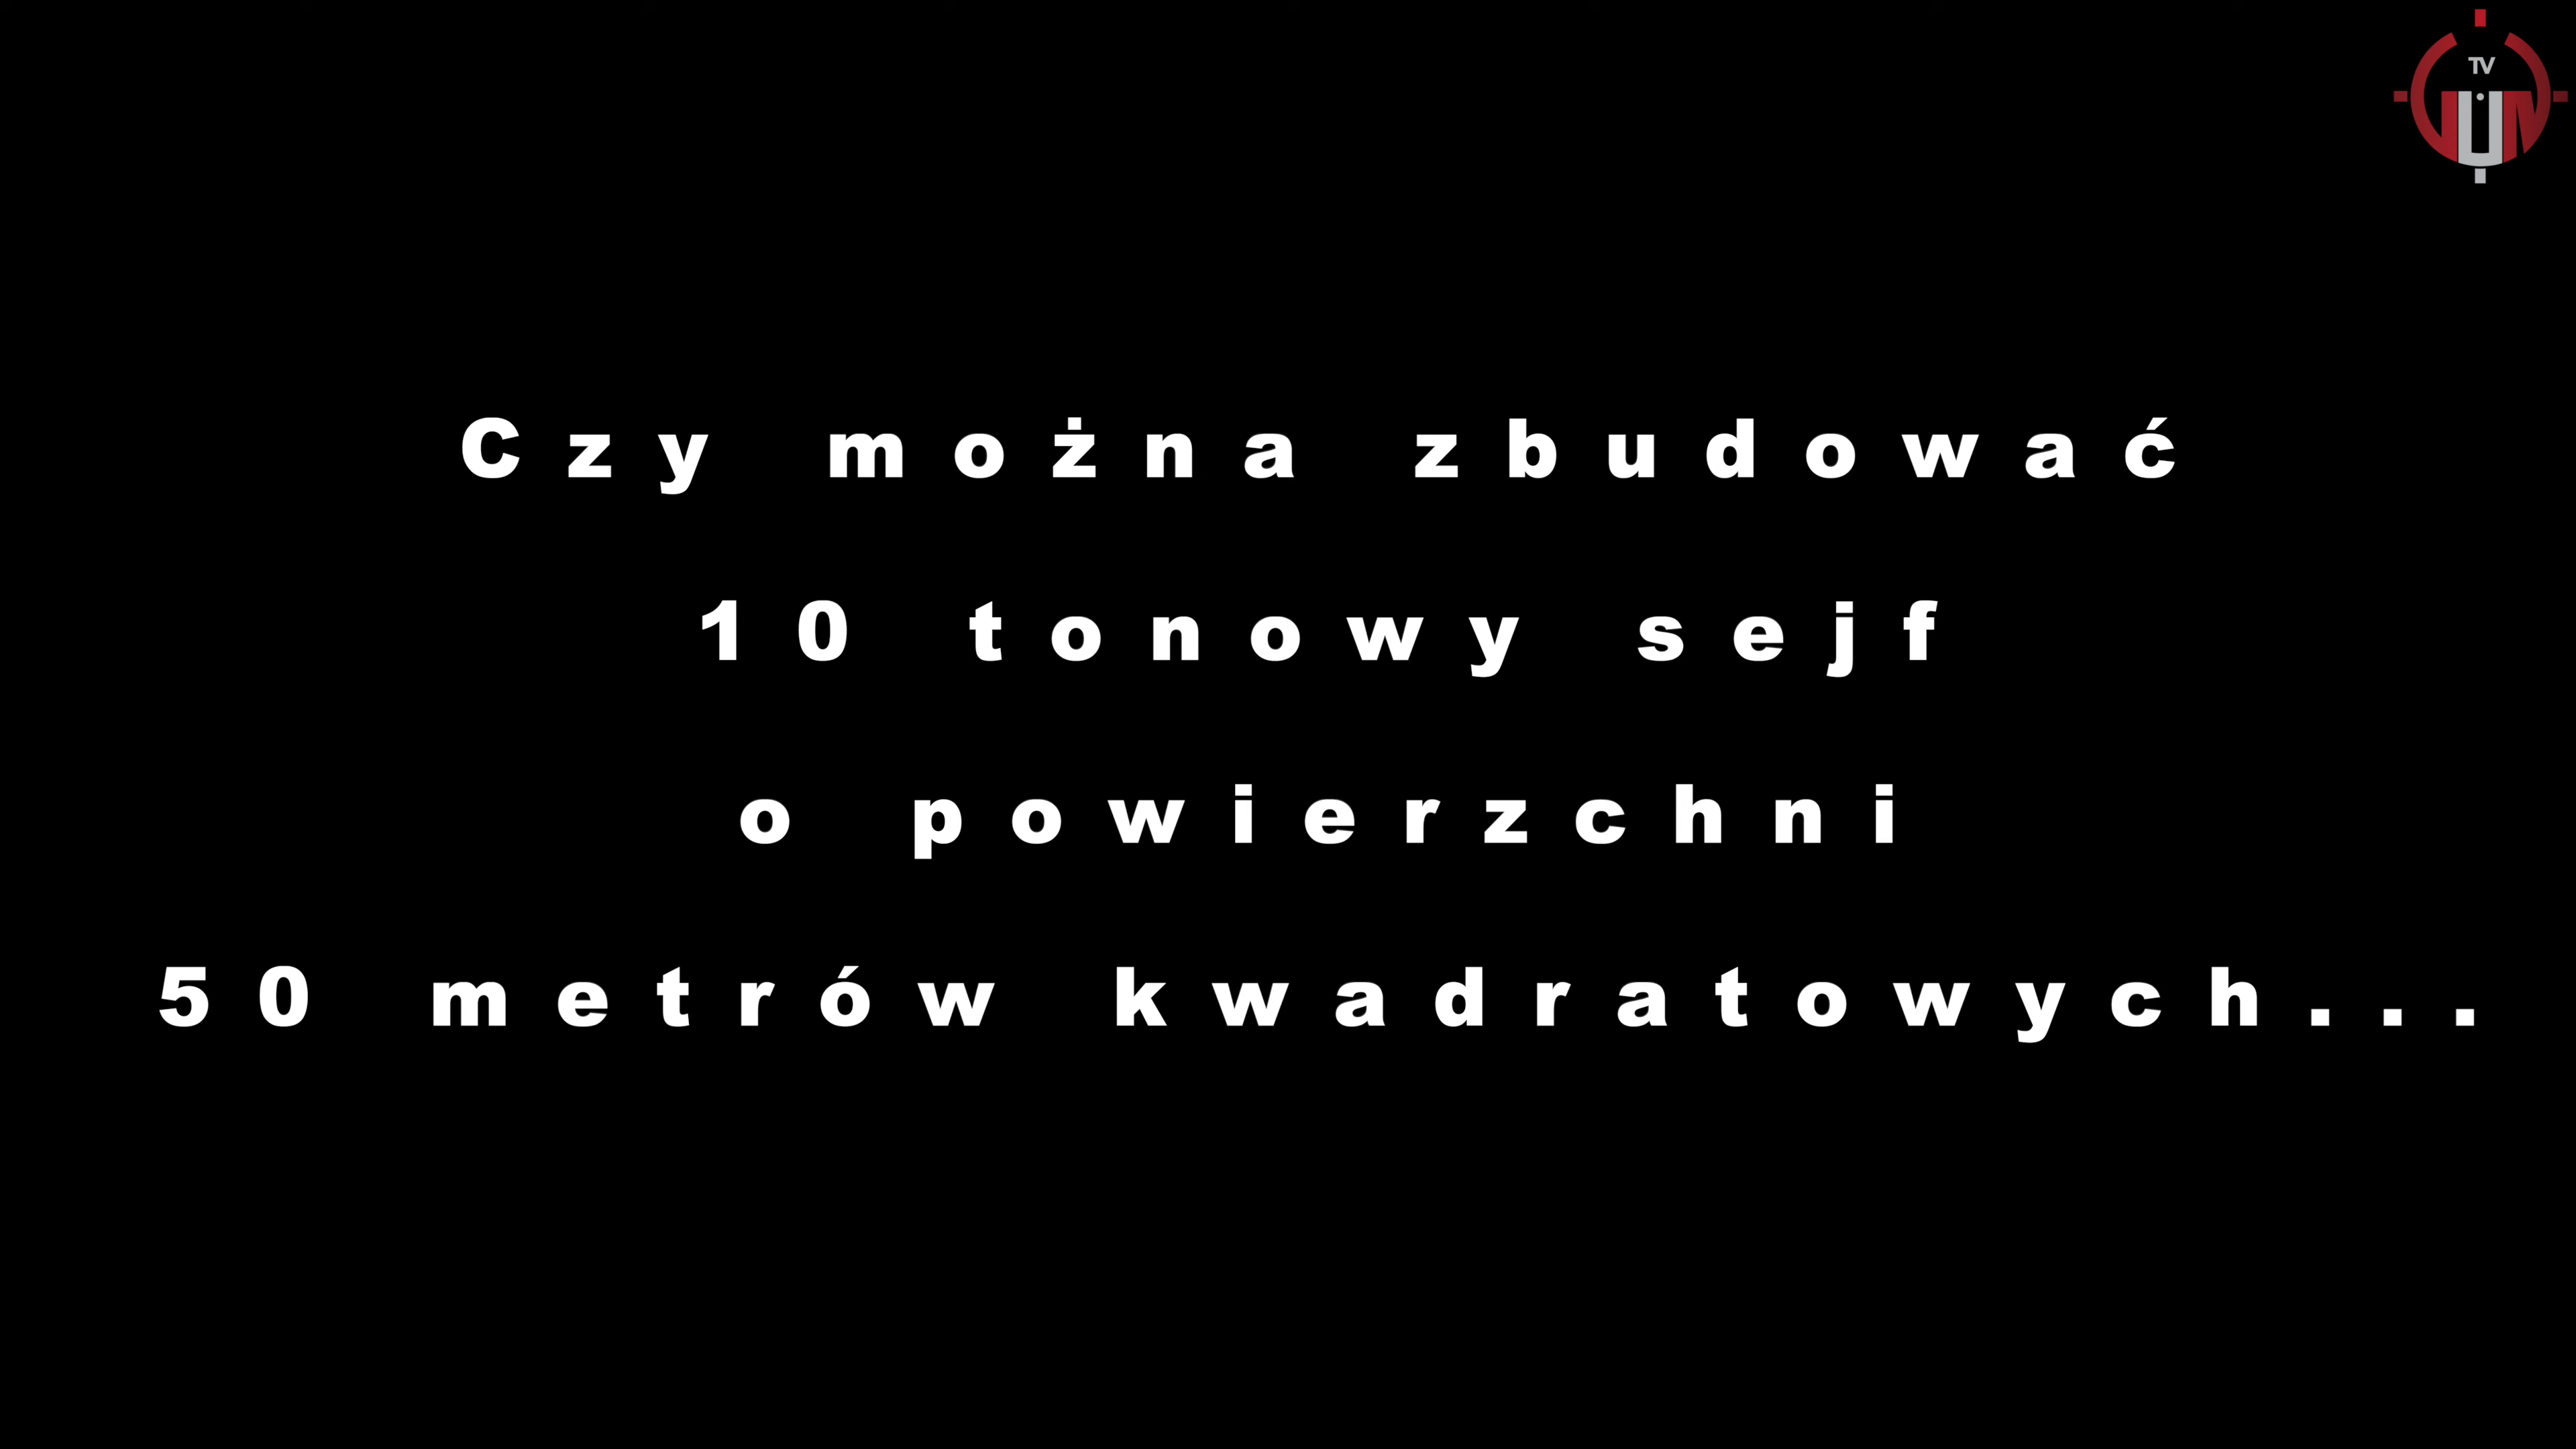 TV
Czy można zbudować
10 tonowy sejf
o powierzchni
50 metrów kwadratowych...